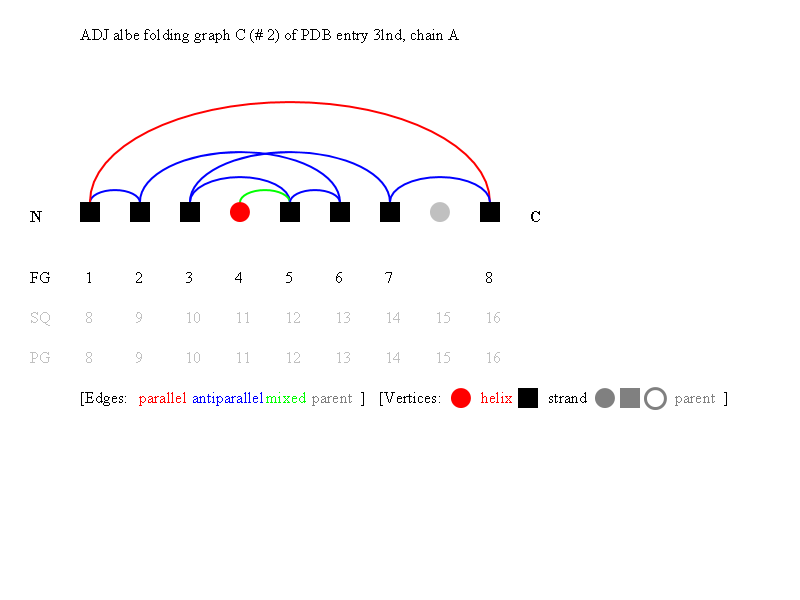 ADJ albe folding graph C (# 2) of PDB entry 3lnd, chain A
N C
FG 1 2 3 4 5 6 7 8
SQ 8 9 10 11 12 13 14 15 16
PG 8 9 10 11 12 13 14 15 16
[Edges: parallel antiparallel mixed parent ] [Vertices: helix strand parent ]